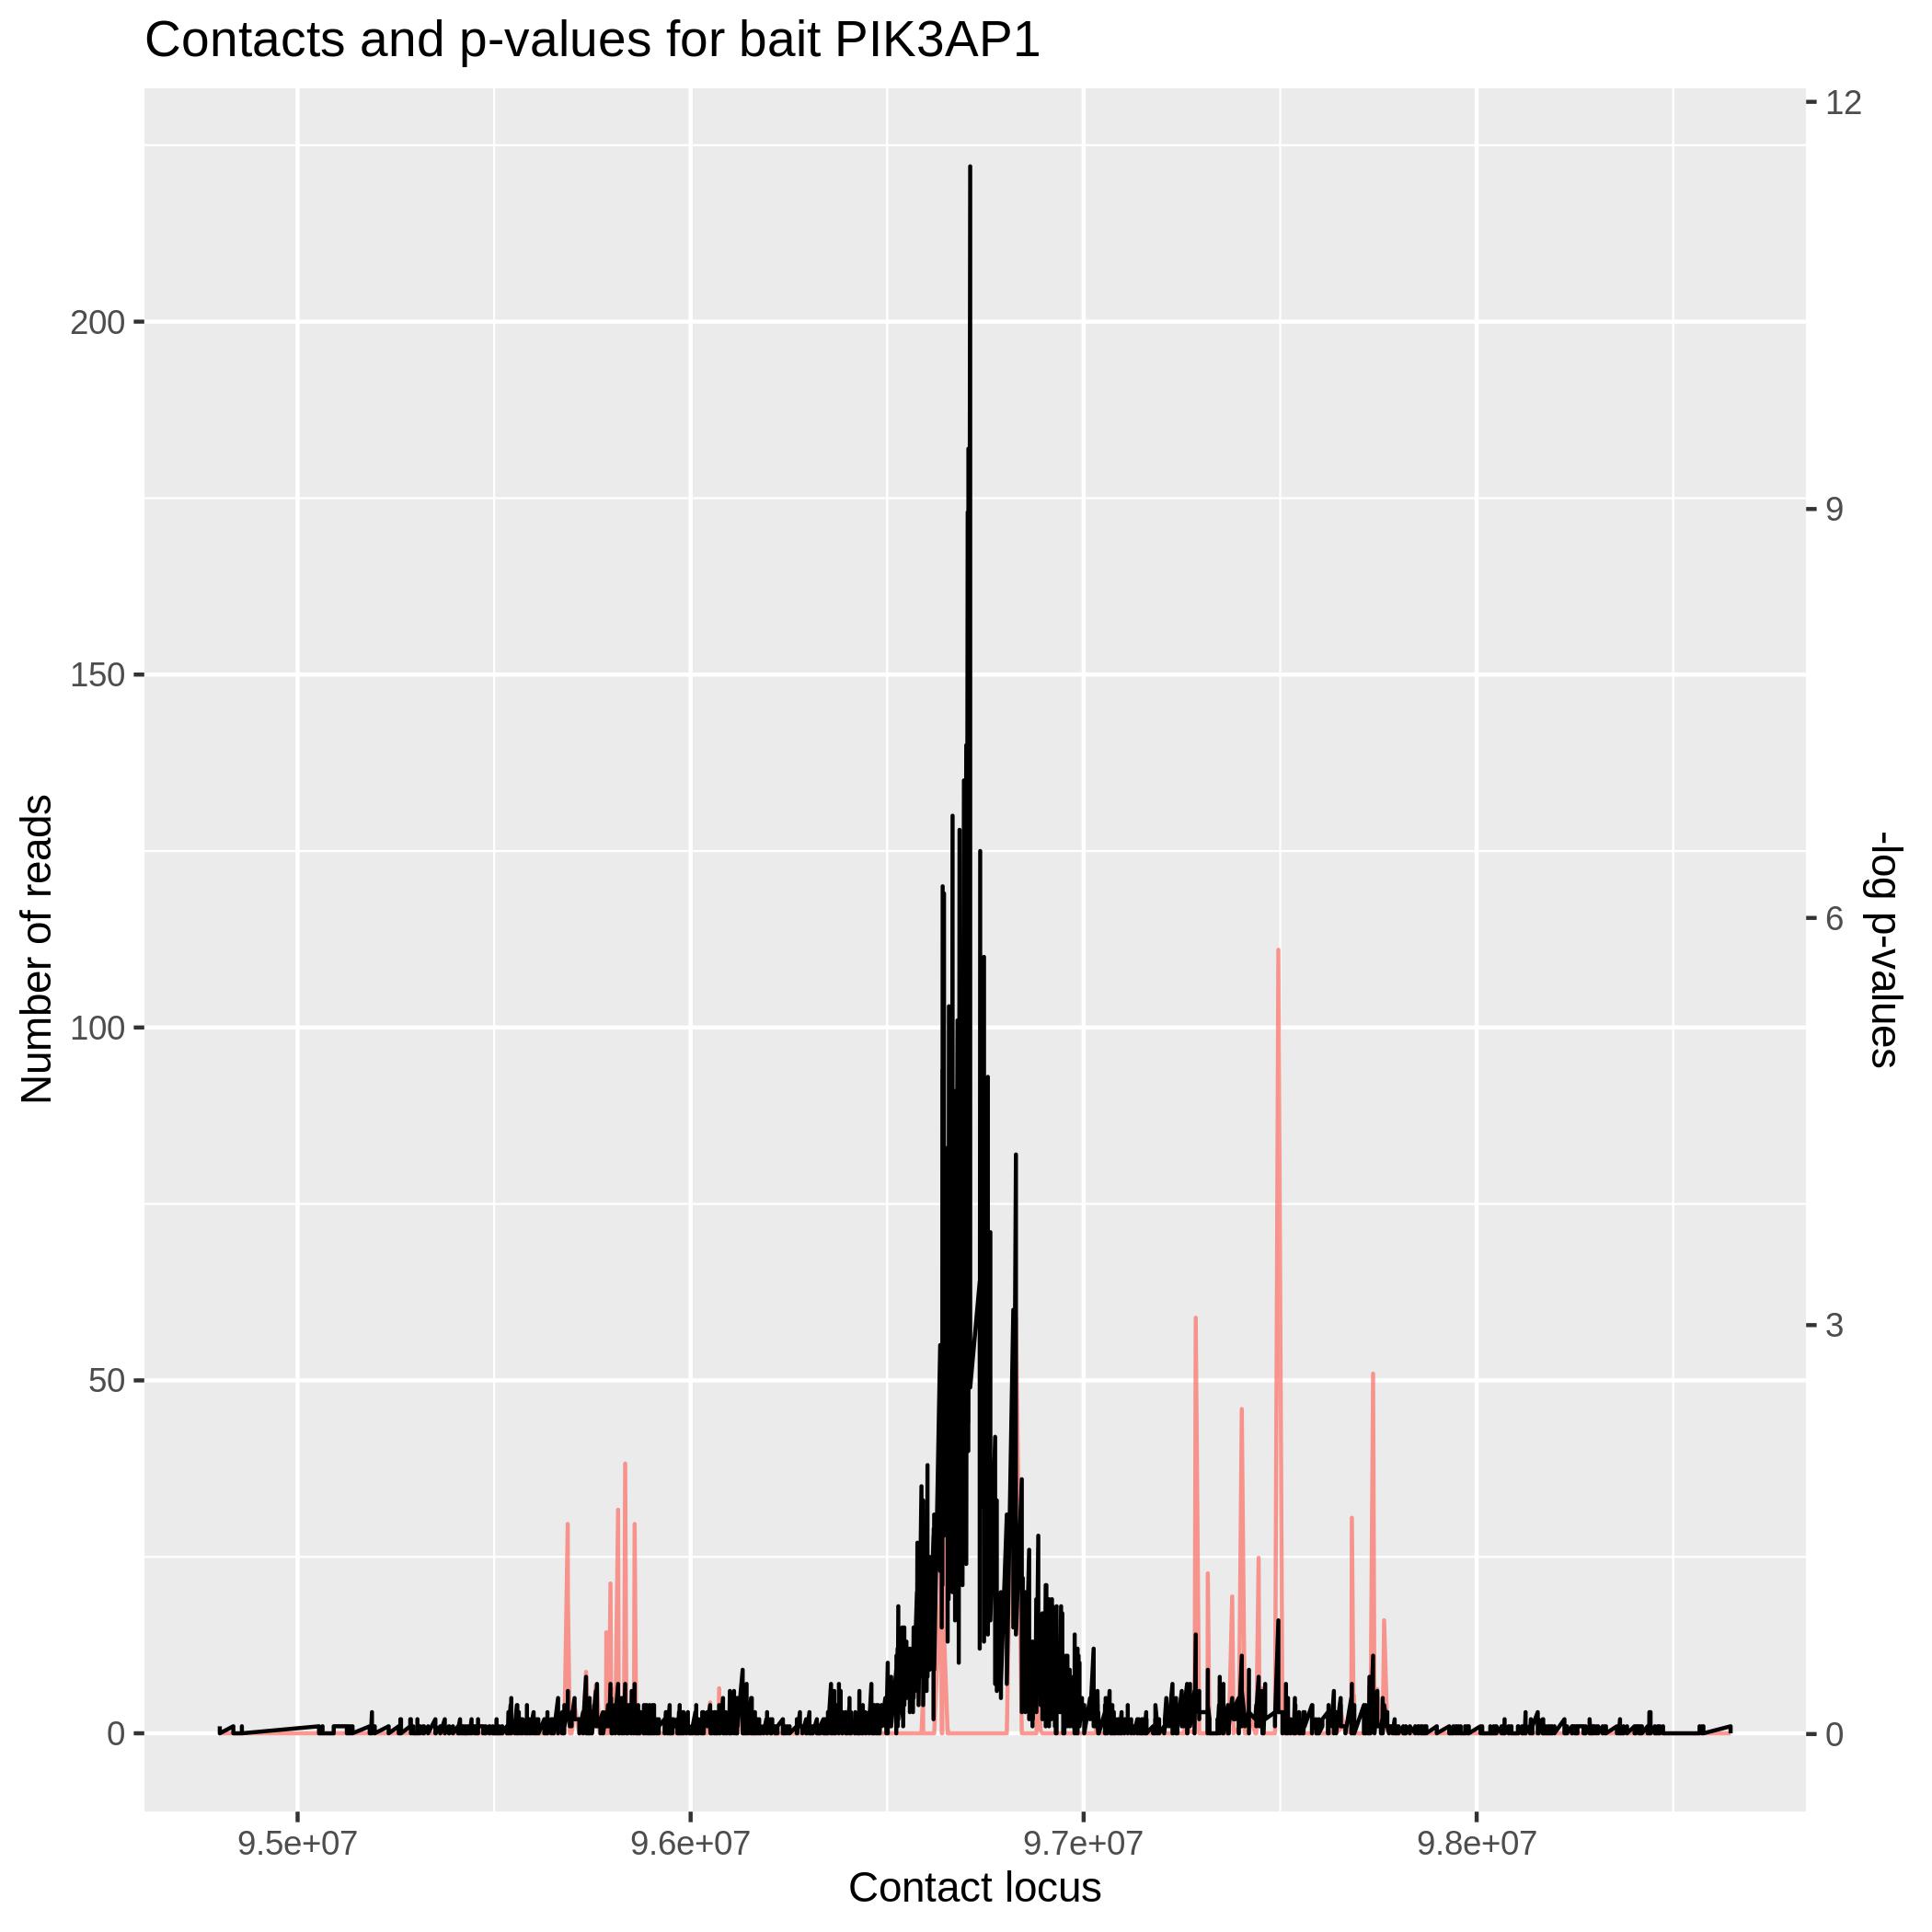 Contacts and p-values for bait PIK3AP1
Number of reads
200
150
100
50
0
12
9
6
3
0
-log p-values
9.5e+07
9.6e+07
9.7e+07
9.8e+07
Contact locus